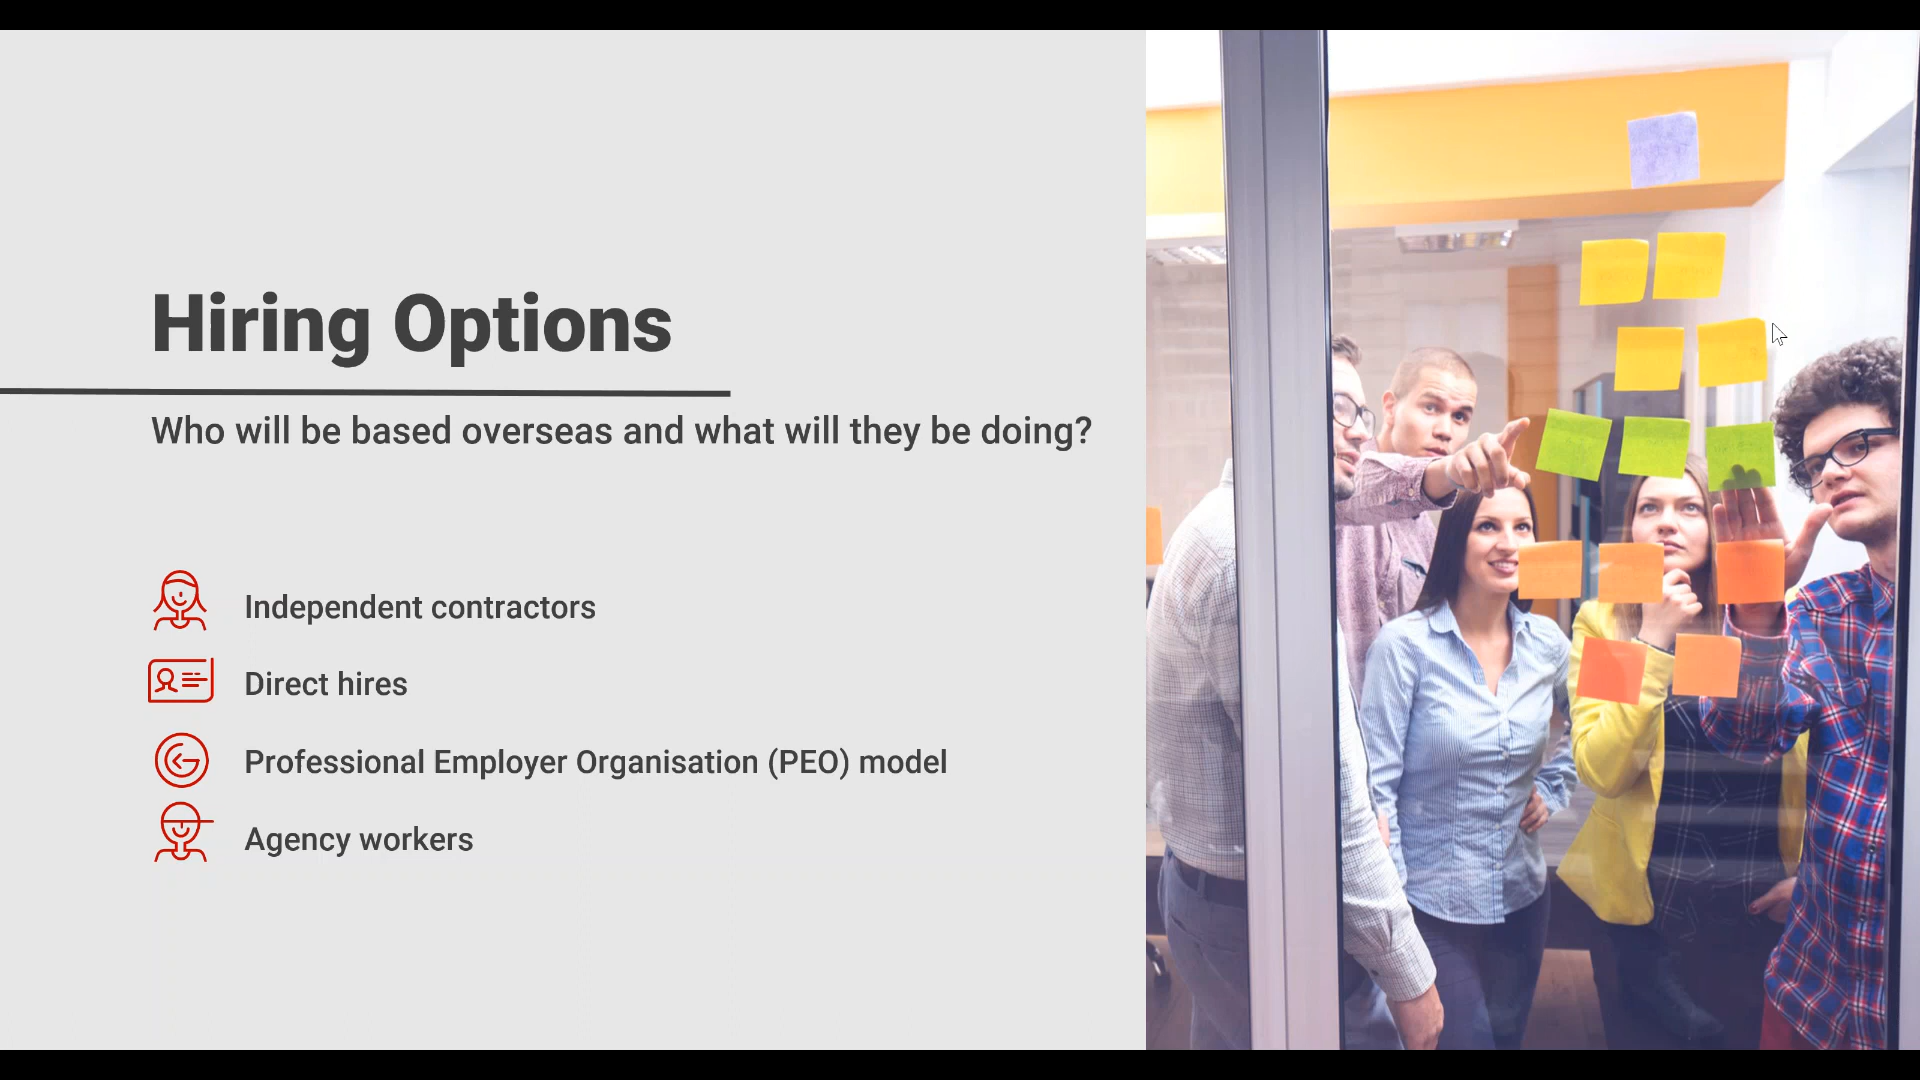 Hiring Options
Who will be based overseas and what will they be doing?
Independent contractors
Direct hires
Professional Employer Organisation (PEO) model
Agency workers